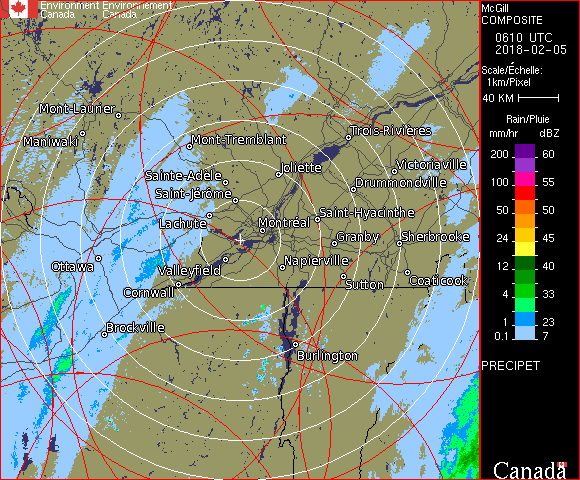 Environment Environnement
Canada Canada
McGill
COMPOSITE
0610 UTC
2018-02-05
Scale/Échelle:
1km/Pixel
40 KM
Rain/Pluie
mm/hr dBZ
200 60
100 55
50 50
24 45
12 40
4 33
1 23
0.1 7
PRECIPET
Canada
Mont-Laurier
Maniwaki
Mont-Tremblant
Trois-Rivières
Joliette
Victoriaville
Sainte-Adèle
Drummondville
Saint-Jérôme
Saint-Hyacinthe
Lachute
Montréal
Granby
Sherbrooke
Ottawa
Valleyfield
Napierville
Cornwall
Sutton
Coaticook
Brockville
Burlington